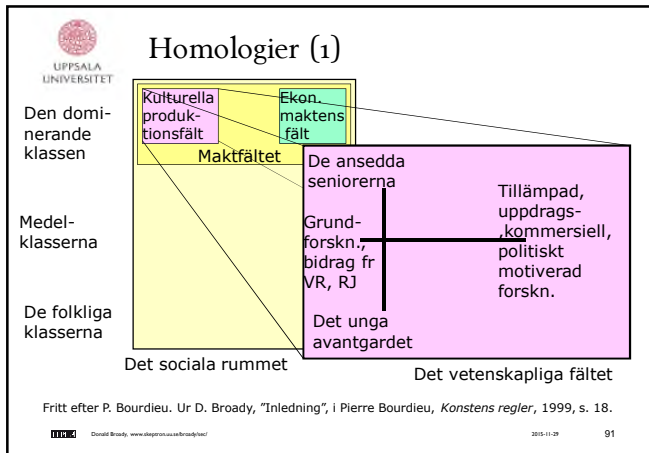 UPPSALA
UNIVERSITET
Homologier (1)
Den domi-
nerande
klassen
Kulturella
produk-
tionsfält
Ekon.
maktens
fält
Maktfältet
De ansedda
seniorerna
Tillämpad,
uppdrags-
,kommersiell,
politiskt
motiverad
forskn.
Medel-
klasserna
Grund-
forskn.,
bidrag fr
VR, RJ
De folkliga
klasserna
Det unga
avantgardet
Det sociala rummet
Det vetenskapliga fältet
Fritt efter P. Bourdieu. Ur D. Broady, ”Inledning”, i Pierre Bourdieu, Konstens regler, 1999, s. 18.
Donald Broady, www.skeptron.uu.se/broady/sec/
2015-11-29
91